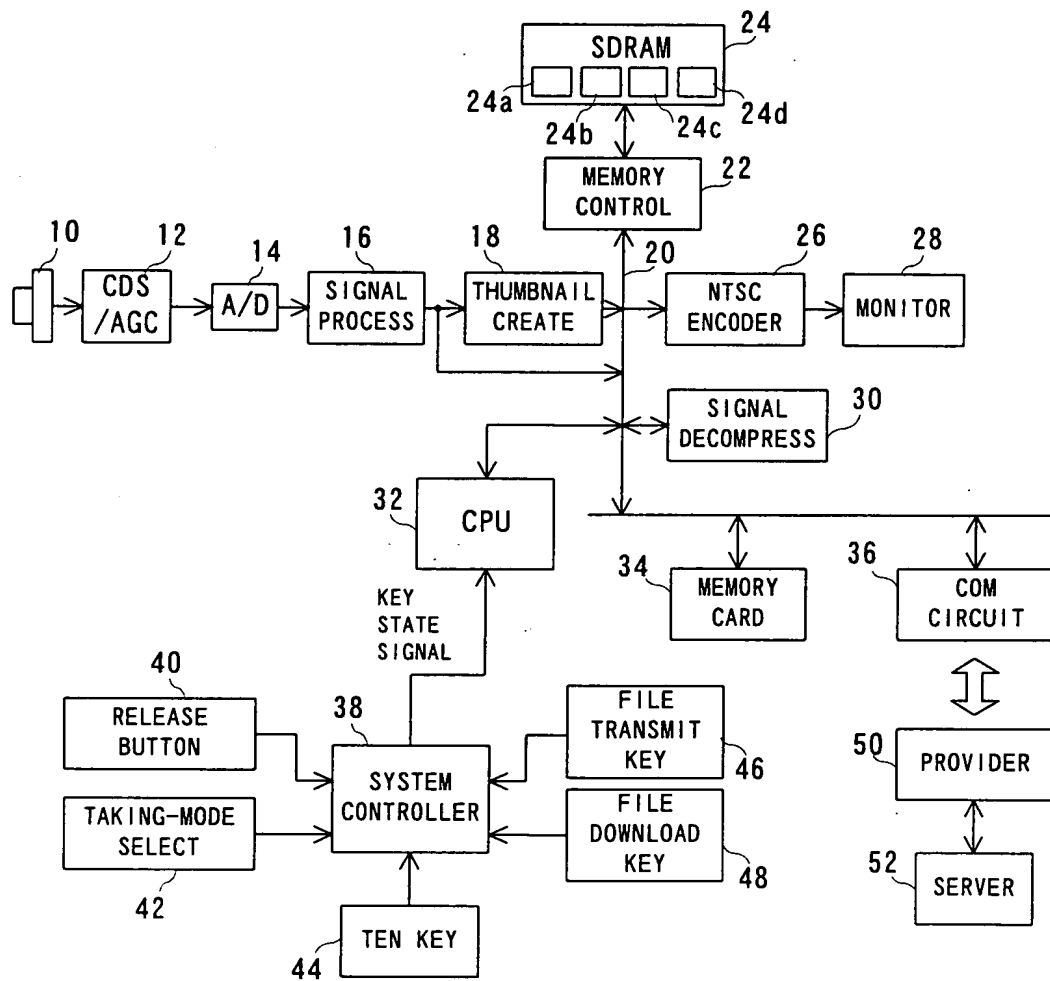 24
SDRAM
24a
24b
24c
24d
22
MEMORY
CONTROL
10
12
14
16
18
20
26
28
CDS
/AGC
A/D
SIGNAL
PROCESS
THUMBNAIL
CREATE
NTSC
ENCODER
MONITOR
SIGNAL
DECOMPRESS
30
32
CPU
34
MEMORY
CARD
36
COM
CIRCUIT
KEY
STATE
SIGNAL
40
RELEASE
BUTTON
38
SYSTEM
CONTROLLER
FILE
TRANSMIT
KEY
46
50
PROVIDER
TAKING-MODE
SELECT
42
FILE
DOWNLOAD
KEY
48
52
SERVER
44
TEN KEY